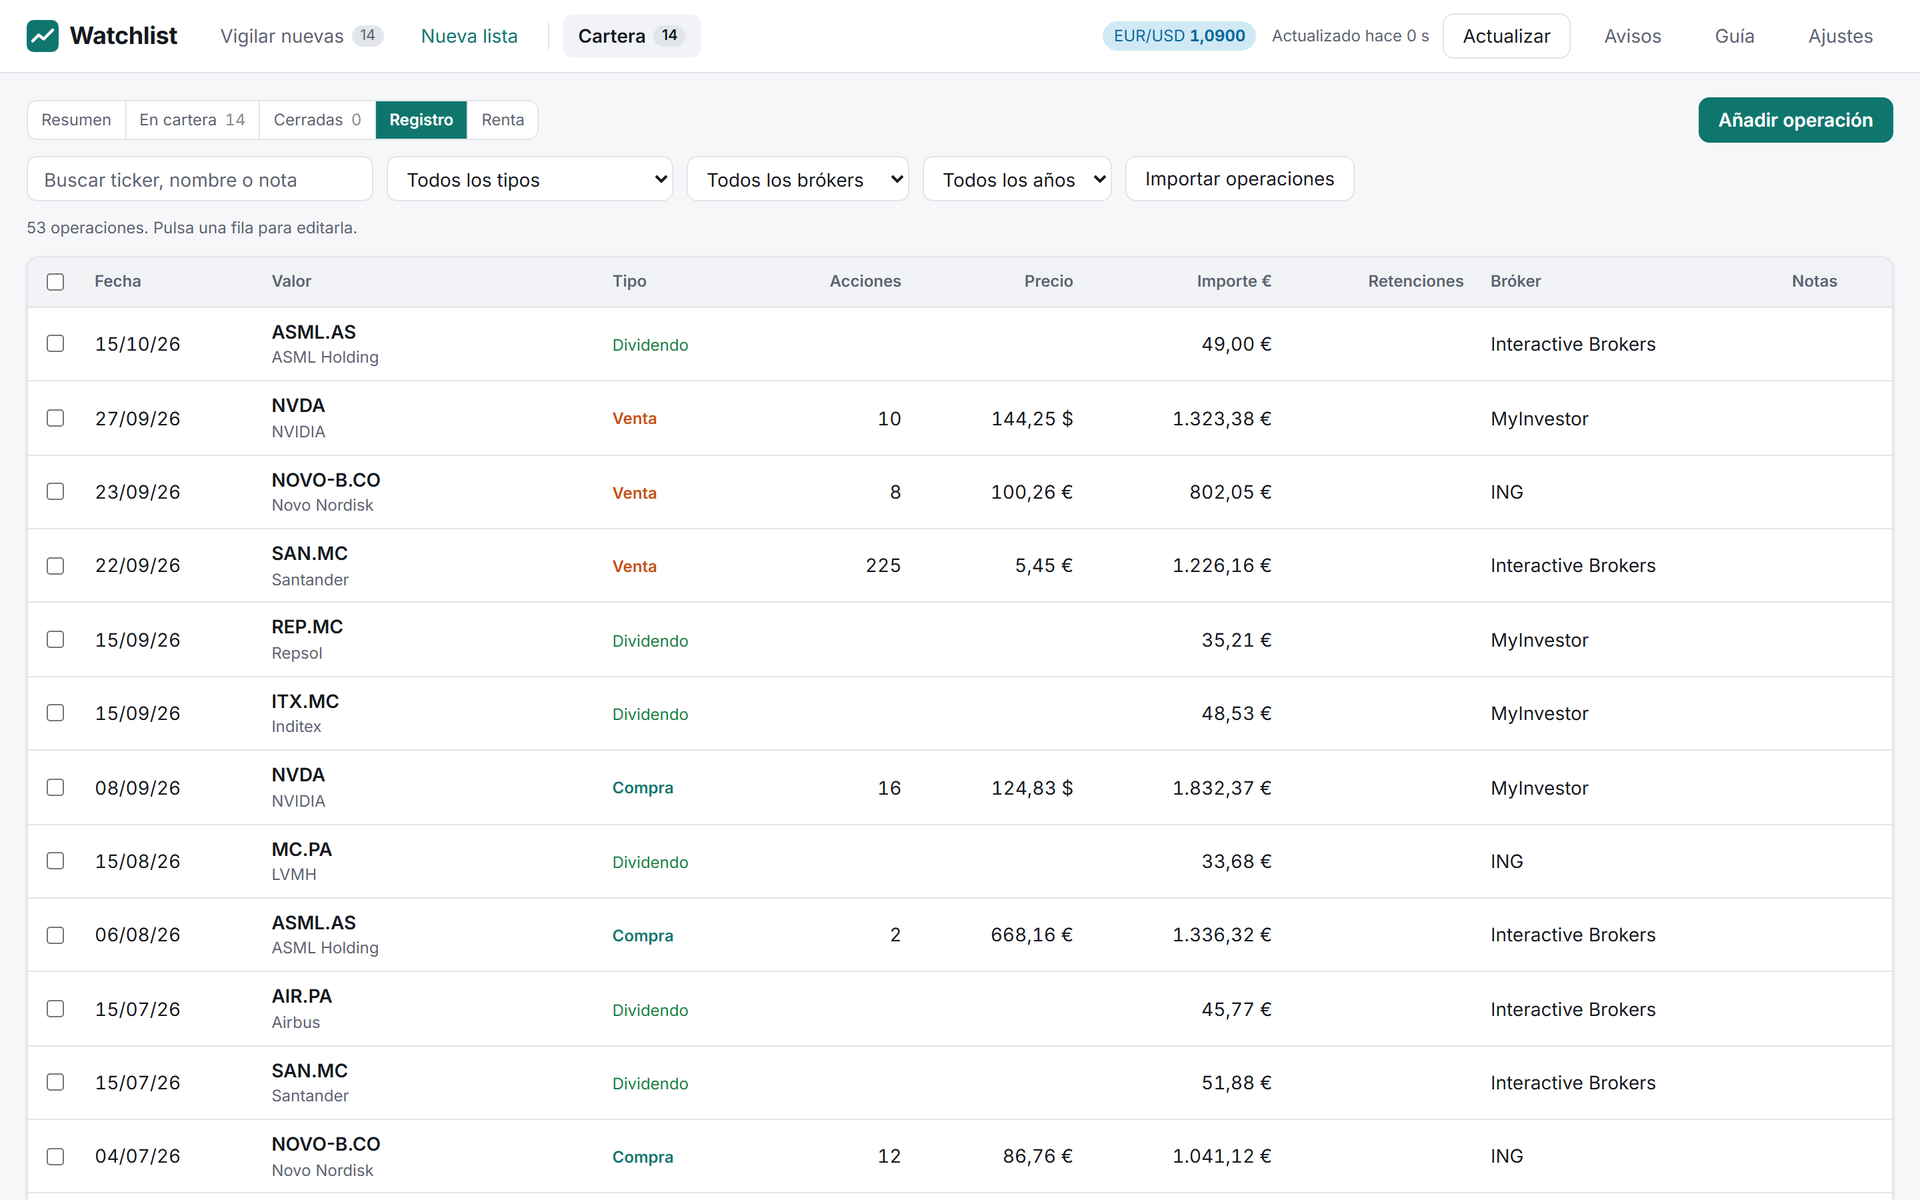 Watchlist Vigilar nuevas 14 Nueva lista Cartera 14 EUR/USD 1,0900 Actualizado hace 0 s Actualizar Avisos Guía Ajustes
Resumen En cartera 14 Cerradas 0 Registro Renta Añadir operación
Buscar ticker, nombre o nota Todos los tipos Todos los brókers Todos los años Importar operaciones
53 operaciones. Pulsa una fila para editarla.
Fecha Valor Tipo Acciones Precio Importe € Retenciones Bróker Notas
15/10/26 ASML.AS Dividendo 49,00 € Interactive Brokers
ASML Holding
27/09/26 NVDA Venta 10 144,25 $ 1.323,38 € MyInvestor
NVIDIA
23/09/26 NOVO-B.CO Venta 8 100,26 € 802,05 € ING
Novo Nordisk
22/09/26 SAN.MC Venta 225 5,45 € 1.226,16 € Interactive Brokers
Santander
15/09/26 REP.MC Dividendo 35,21 € MyInvestor
Repsol
15/09/26 ITX.MC Dividendo 48,53 € MyInvestor
Inditex
08/09/26 NVDA Compra 16 124,83 $ 1.832,37 € MyInvestor
NVIDIA
15/08/26 MC.PA Dividendo 33,68 € ING
LVMH
06/08/26 ASML.AS Compra 2 668,16 € 1.336,32 € Interactive Brokers
ASML Holding
15/07/26 AIR.PA Dividendo 45,77 € Interactive Brokers
Airbus
15/07/26 SAN.MC Dividendo 51,88 € Interactive Brokers
Santander
04/07/26 NOVO-B.CO Compra 12 86,76 € 1.041,12 € ING
Novo Nordisk